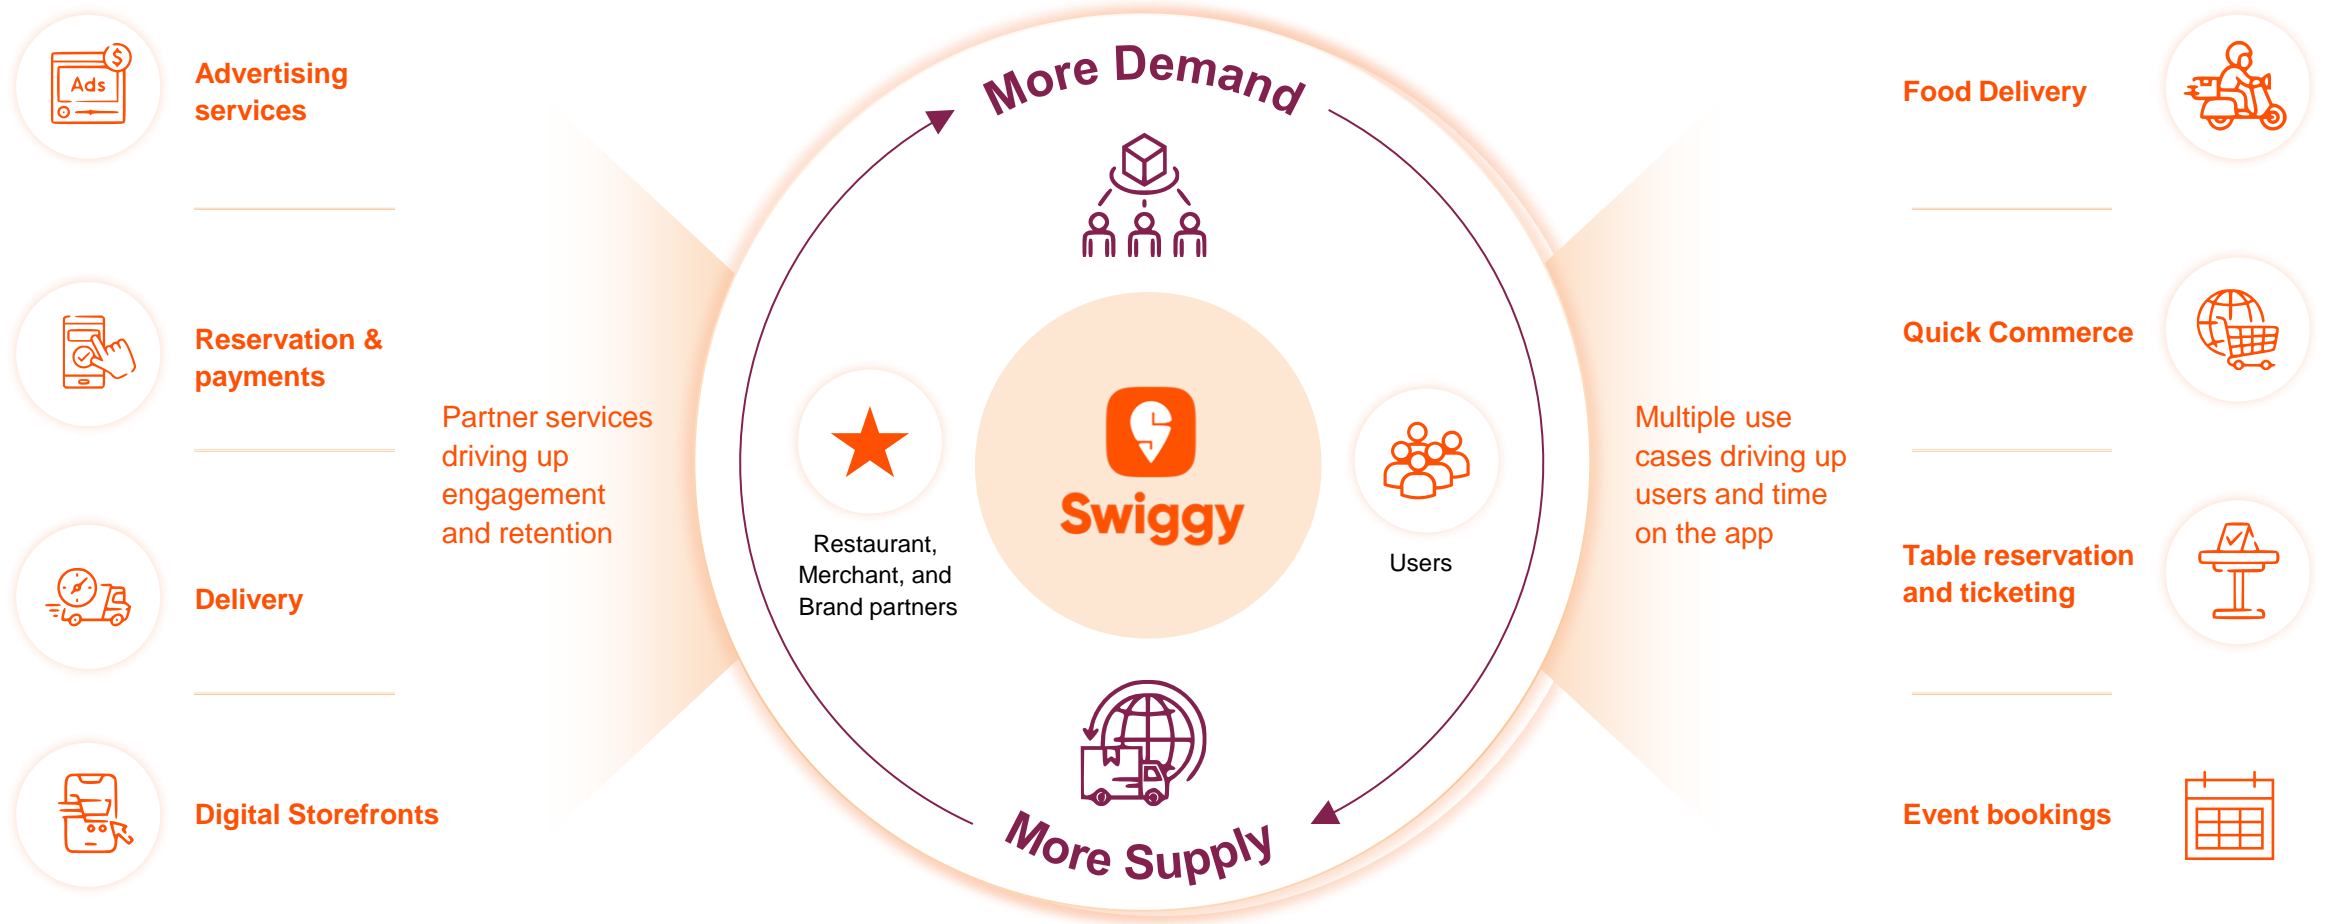 Ads
$
Advertising
services
Reservation &
payments
Delivery
Digital Storefronts
Partner services
driving up
engagement
and retention
More Demand
Restaurant,
Merchant, and
Brand partners
Swiggy
Users
More Supply
Multiple use
cases driving up
users and time
on the app
Food Delivery
Quick Commerce
Table reservation
and ticketing
Event bookings